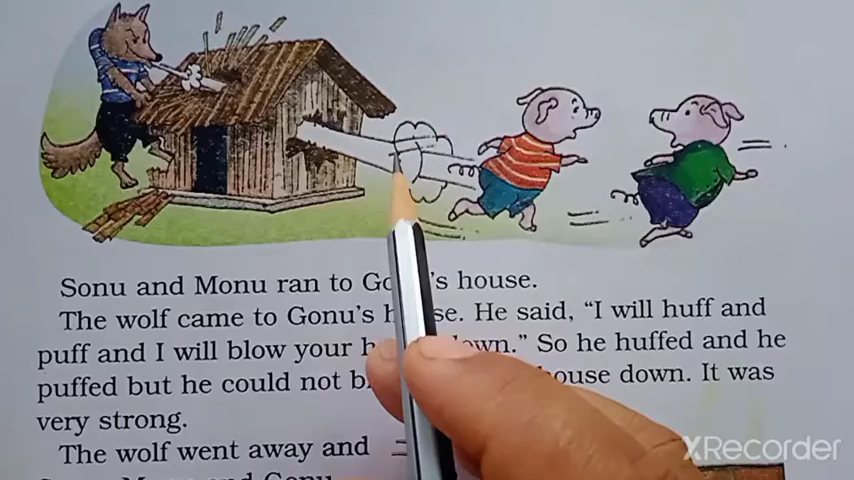 Sonu and Monu ran to Go 's house.
The wolf came to Gonu's h se. He said, "I will huff and
puff and I will blow your h own." So he huffed and he
puffed but he could not b house down. It was
very strong.
The wolf went away and
and Gonu
XRecorder